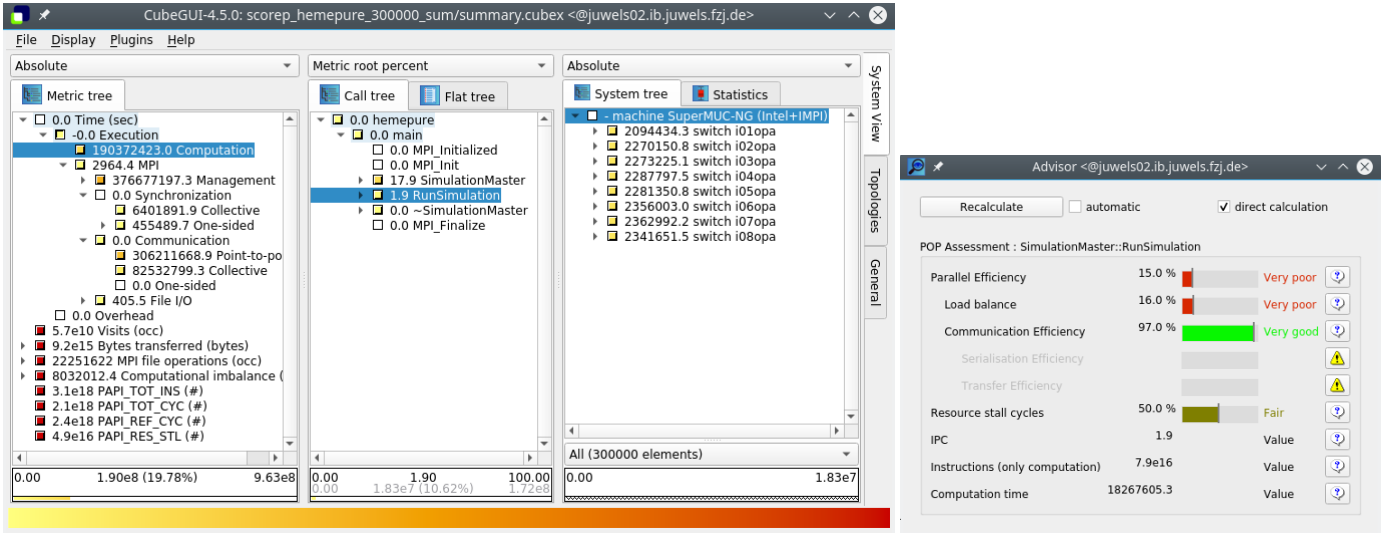 CubeGUI-4.5.0: scorep_hemepure_300000_sum/summary.cubex <@juwels02.ib.juwels.fzj.de>
File Display Plugins Help
Absolute
Metric tree
0.0 Time (sec)
-0.0 Execution
190372423.0 Computation
2964.4 MPI
376677197.3 Management
0.0 Synchronization
6401891.9 Collective
455489.7 One-sided
0.0 Communication
306211668.9 Point-to-po
82532799.3 Collective
0.0 One-sided
405.5 File I/O
0.0 Overhead
5.7e10 Visits (occ)
9.2e15 Bytes transferred (bytes)
22251622 MPI file operations (occ)
8032012.4 Computational imbalance (
3.1e18 PAPI_TOT_INS (#)
2.1e18 PAPI_TOT_CYC (#)
2.4e18 PAPI_REF_CYC (#)
4.9e16 PAPI_RES_STL (#)
0.00 1.90e8 (19.78%) 9.63e8
Metric root percent
Call tree Flat tree
0.0 hemepure
0.0 main
0.0 MPI_Initialized
0.0 MPI_Init
17.9 SimulationMaster
1.9 RunSimulation
0.0 ~SimulationMaster
0.0 MPI_Finalize
0.00 1.90 100.00
0.00 1.83e7 (10.62%) 1.72e8
Absolute
System tree Statistics
- machine SuperMUC-NG (Intel+IMPI)
2094434.3 switch i01opa
2270150.8 switch i02opa
2273225.1 switch i03opa
2287797.5 switch i04opa
2281350.8 switch i05opa
2356003.0 switch i06opa
2362992.2 switch i07opa
2341651.5 switch i08opa
All (300000 elements)
0.00 1.83e7
System View
Topologies
General
Advisor <@juwels02.ib.juwels.fzj.de>
Recalculate automatic direct calculation
POP Assessment : SimulationMaster::RunSimulation
Parallel Efficiency 15.0 % Very poor
Load balance 16.0 % Very poor
Communication Efficiency 97.0 % Very good
Serialisation Efficiency
Transfer Efficiency
Resource stall cycles 50.0 % Fair
IPC 1.9 Value
Instructions (only computation) 7.9e16 Value
Computation time 18267605.3 Value